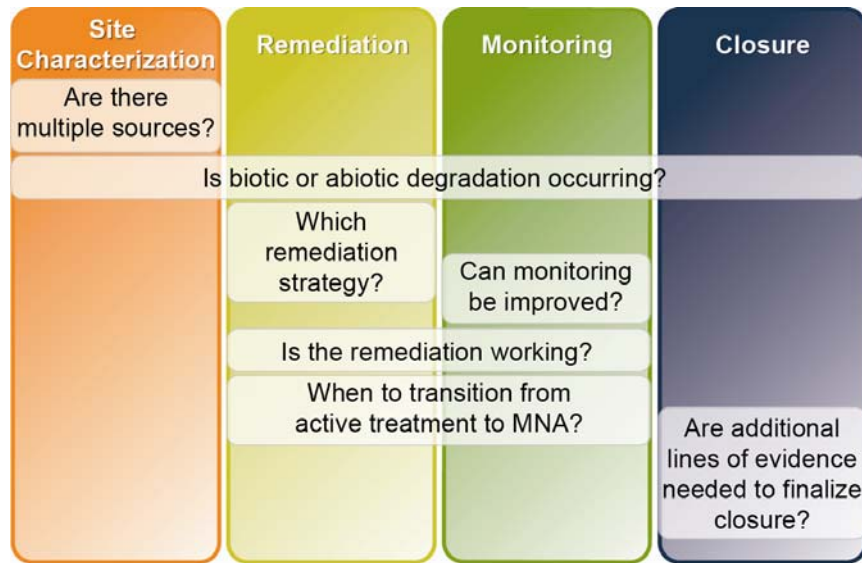 Site
Characterization
Remediation
Monitoring
Closure
Are there
multiple sources?
Is biotic or abiotic degradation occurring?
Which
remediation
strategy?
Can monitoring
be improved?
Is the remediation working?
When to transition from
active treatment to MNA?
Are additional
lines of evidence
needed to finalize
closure?